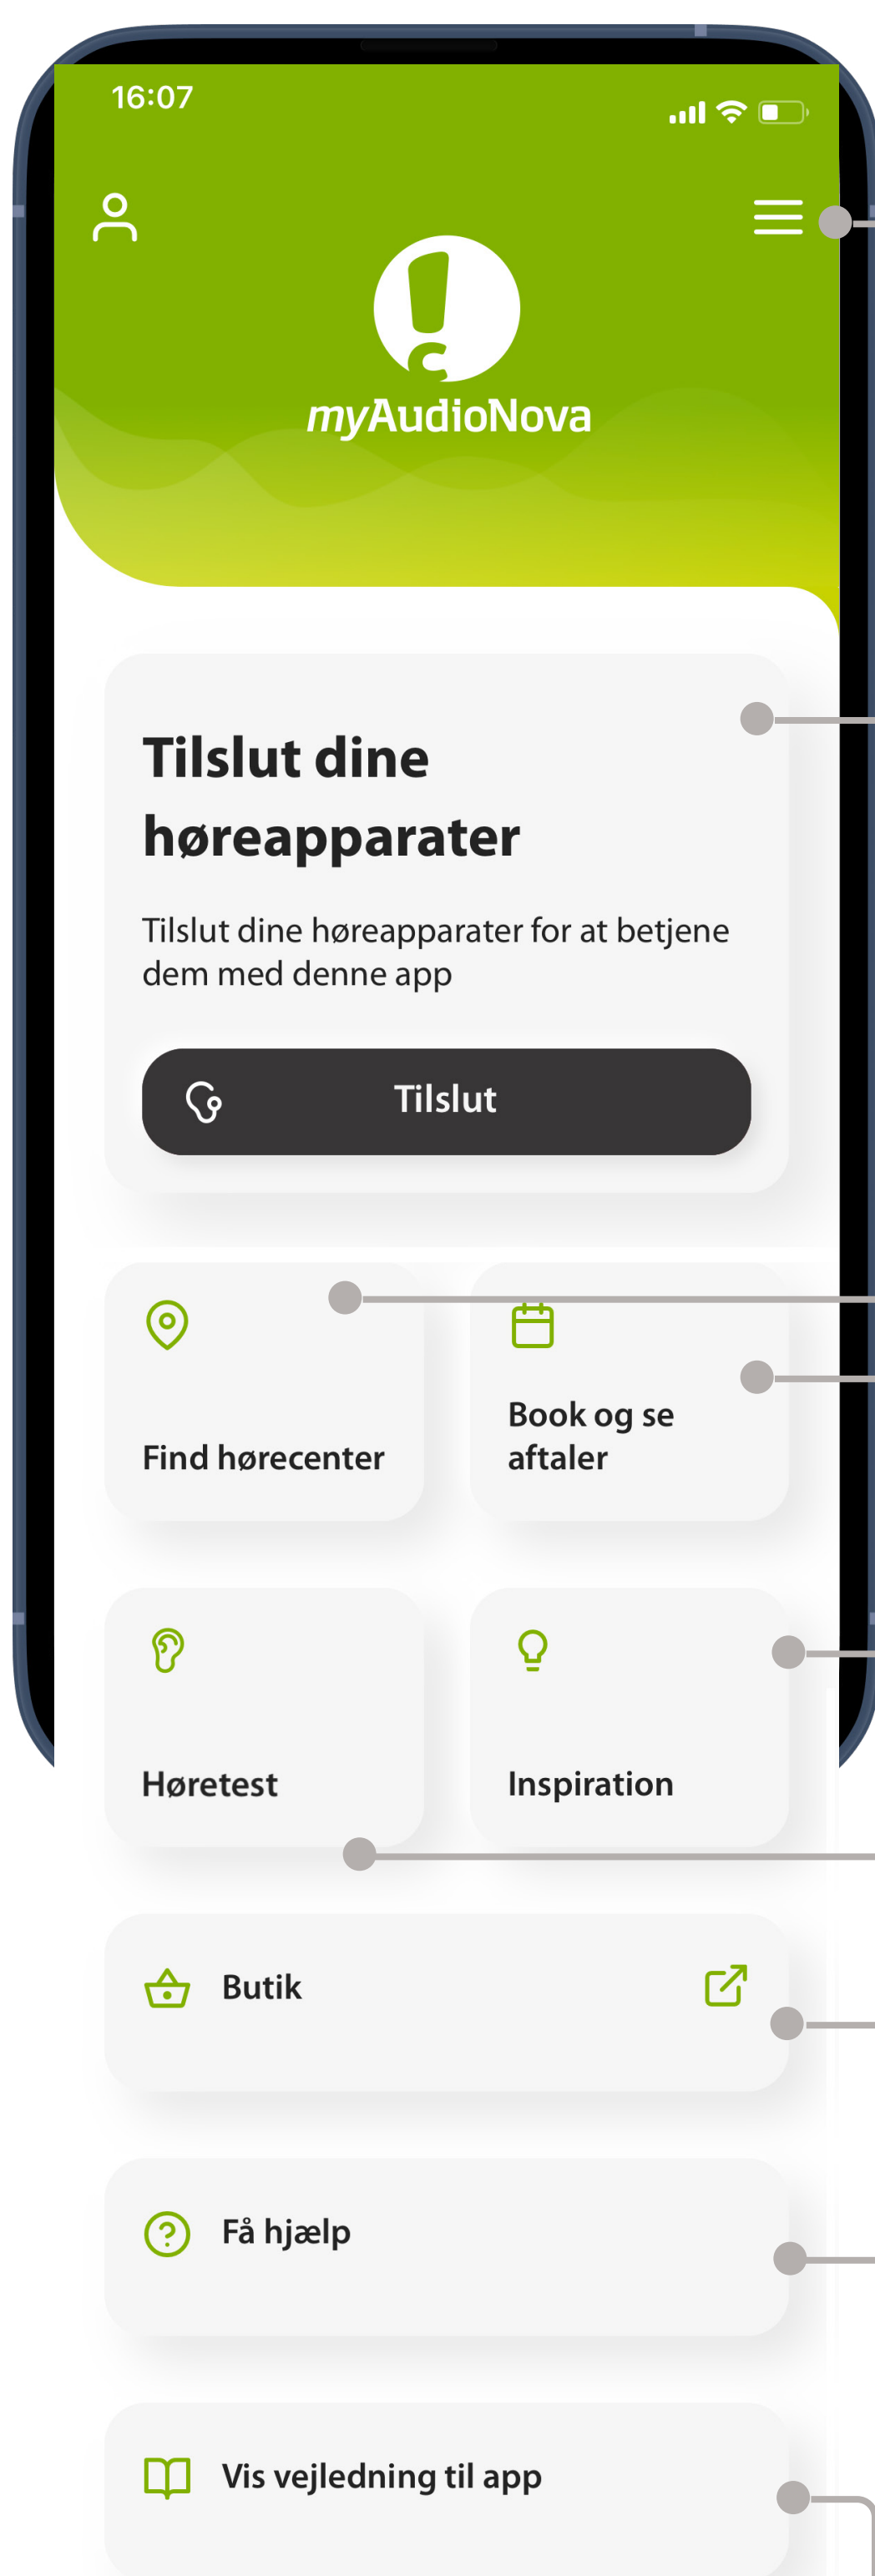 16:07
myAudioNova
Tilslut dine
høreapparater
Tilslut dine høreapparater for at betjene
dem med denne app
Tilslut
Find hørecenter
Book og se
aftaler
Høretest
Inspiration
Butik
Få hjælp
Vis vejledning til app